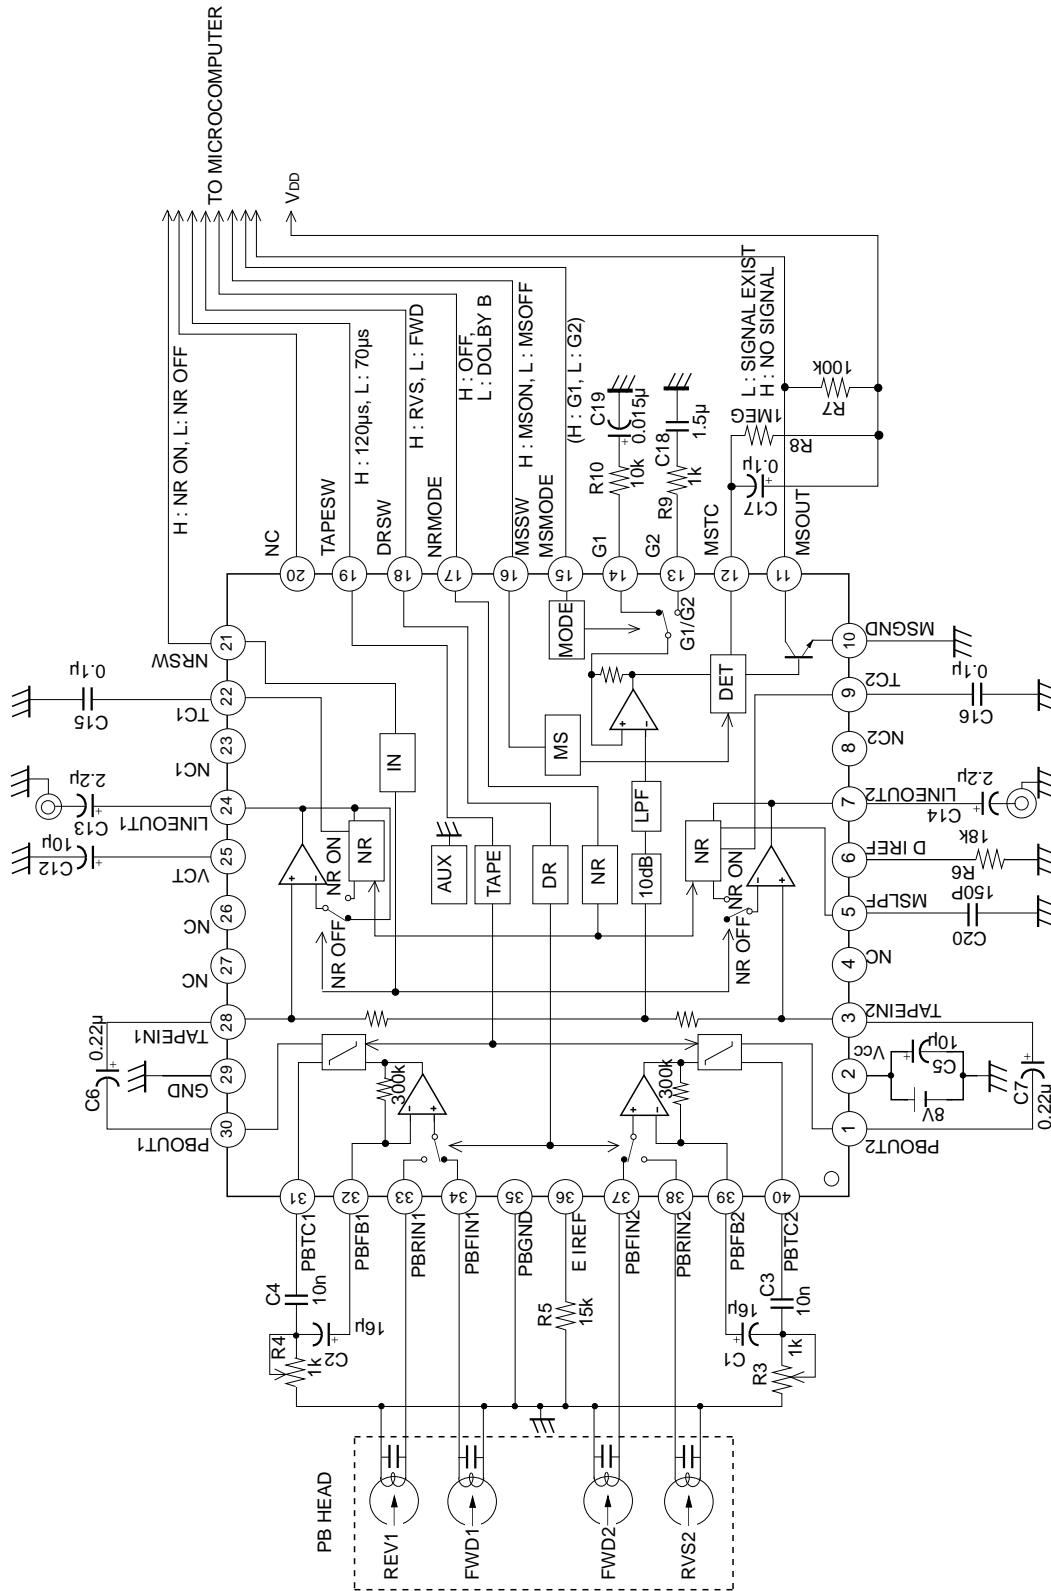 TO MICROCOMPUTER
VDD
H : NR ON, L: NR OFF
H : 120µs, L : 70µs
H : RVS, L : FWD
H : OFF,
L : DOLBY B
H : MSON, L : MSOFF
(H : G1, L : G2)
L : SIGNAL EXIST
H : NO SIGNAL
R10
10k
C19
0.015µ
R9
1k
C18
1.5µ
C17
0.1µ
R8
1MEG
R7
100k
20
NC
19
TAPESW
18
DRSW
17
NRMODE
16
MSSW
15
MSMODE
14
G1
13
G2
12
MSTC
11
MSOUT
21
NRSW
22
TC1
C15
0.1µ
23
NC1
24
LINEOUT1
C13
2.2µ
25
VCT
C12
10µ
26
NC
27
NC
28
TAPEIN1
29
GND
30
PBOUT1
C6
0.22µ
10
MSGND
9
TC2
C16
0.1µ
8
NC2
7
LINEOUT2
C14
2.2µ
6
D IREF
R6
18k
5
MSLPF
C20
150P
4
NC
3
TAPEIN2
2
Vcc
C5
10µ
8V
1
PBOUT2
C7
0.22µ
IN
NR
NR ON
NR OFF
AUX
TAPE
DR
NR
10dB
LPF
MS
MODE
G1/G2
DET
NR
NR ON
NR OFF
+
−
+
−
+
−
300k
+
−
300k
+
−
31
PBTC1
32
PBFB1
33
PBRIN1
34
PBFIN1
35
PBGND
36
E IREF
37
PBFIN2
38
PBRIN2
39
PBFB2
40
PBTC2
C4
10n
R4
1k
C2
16µ
R5
15k
C1
16µ
C3
10n
R3
1k
PB HEAD
REV1
FWD1
FWD2
RVS2